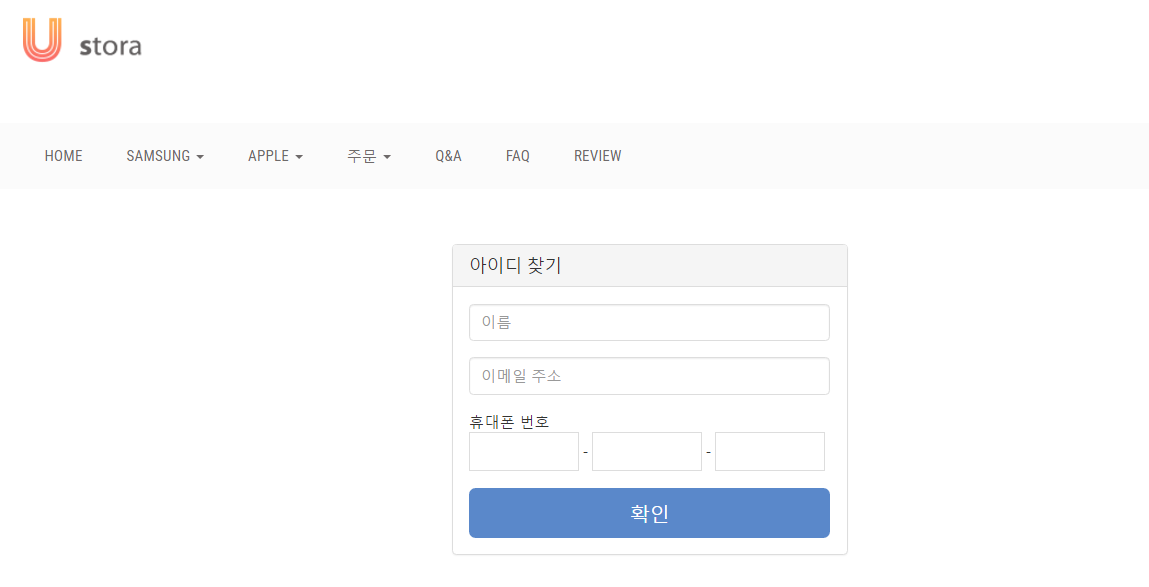 U stora
HOME SAMSUNG APPLE 주문 Q&A FAQ REVIEW
아이디 찾기
이름
이메일 주소
휴대폰 번호
- -
확인